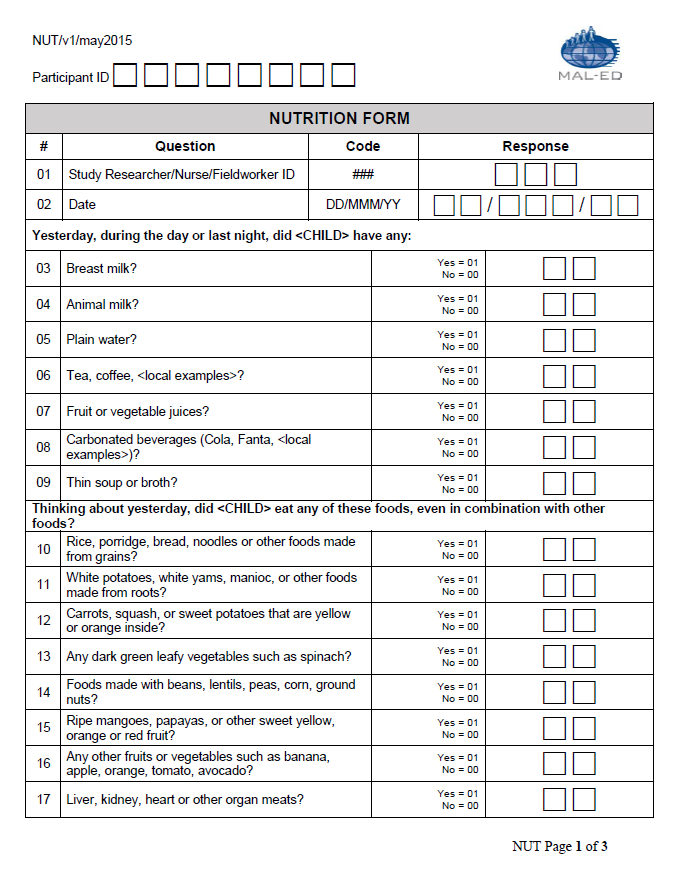 NUT/v1/may2015
MAL-ED
Participant ID
NUTRITION FORM
# Question Code Response
01 Study Researcher/Nurse/Fieldworker ID ###
02 Date DD/MMM/YY / /
Yesterday, during the day or last night, did <CHILD> have any:
03 Breast milk? Yes = 01
No = 00
04 Animal milk? Yes = 01
No = 00
05 Plain water? Yes = 01
No = 00
06 Tea, coffee, <local examples>? Yes = 01
No = 00
07 Fruit or vegetable juices? Yes = 01
No = 00
08 Carbonated beverages (Cola, Fanta, <local
examples>)? Yes = 01
No = 00
09 Thin soup or broth? Yes = 01
No = 00
Thinking about yesterday, did <CHILD> eat any of these foods, even in combination with other
foods?
10 Rice, porridge, bread, noodles or other foods made
from grains? Yes = 01
No = 00
11 White potatoes, white yams, manioc, or other foods
made from roots? Yes = 01
No = 00
12 Carrots, squash, or sweet potatoes that are yellow
or orange inside? Yes = 01
No = 00
13 Any dark green leafy vegetables such as spinach? Yes = 01
No = 00
14 Foods made with beans, lentils, peas, corn, ground
nuts? Yes = 01
No = 00
15 Ripe mangoes, papayas, or other sweet yellow,
orange or red fruit? Yes = 01
No = 00
16 Any other fruits or vegetables such as banana,
apple, orange, tomato, avocado? Yes = 01
No = 00
17 Liver, kidney, heart or other organ meats? Yes = 01
No = 00
NUT Page 1 of 3